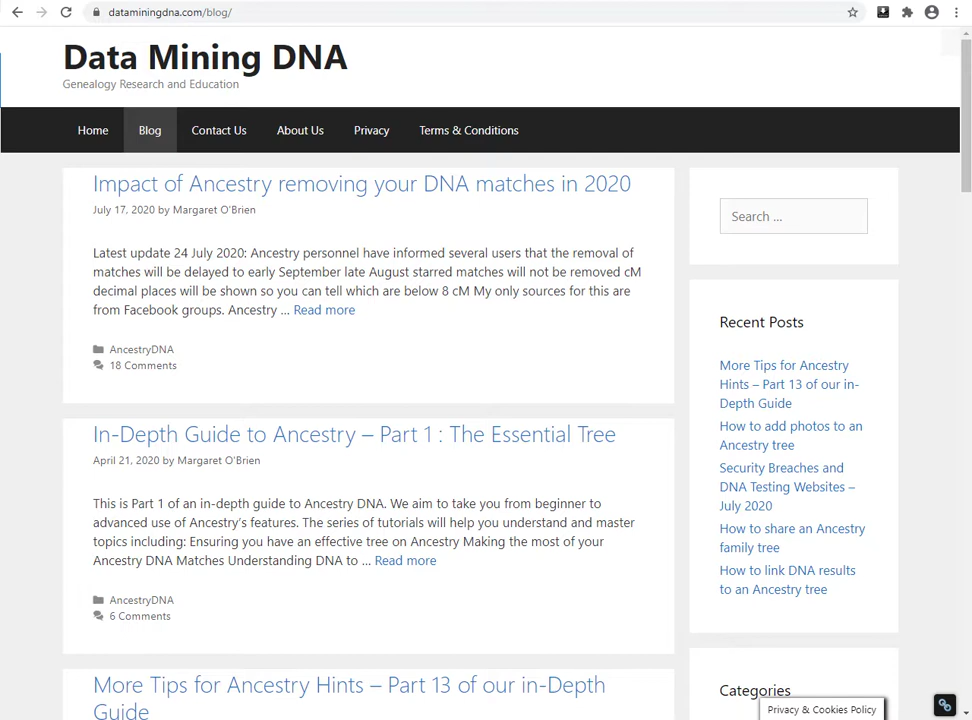 dataminingdna.com/blog/
Data Mining DNA
Genealogy Research and Education
Home
Blog
Contact Us
About Us
Privacy
Terms & Conditions
Impact of Ancestry removing your DNA matches in 2020
July 17, 2020 by Margaret O'Brien
Latest update 24 July 2020: Ancestry personnel have informed several users that the removal of
matches will be delayed to early September late August starred matches will not be removed cM
decimal places will be shown so you can tell which are below 8 cM My only sources for this are
from Facebook groups. Ancestry ... Read more
AncestryDNA
18 Comments
In-Depth Guide to Ancestry – Part 1 : The Essential Tree
April 21, 2020 by Margaret O'Brien
This is Part 1 of an in-depth guide to Ancestry DNA. We aim to take you from beginner to
advanced use of Ancestry's features. The series of tutorials will help you understand and master
topics including: Ensuring you have an effective tree on Ancestry Making the most of your
Ancestry DNA Matches Understanding DNA to ... Read more
AncestryDNA
6 Comments
More Tips for Ancestry Hints – Part 13 of our in-Depth
Guide
Search ...
Recent Posts
More Tips for Ancestry
Hints – Part 13 of our in-
Depth Guide
How to add photos to an
Ancestry tree
Security Breaches and
DNA Testing Websites –
July 2020
How to share an Ancestry
family tree
How to link DNA results
to an Ancestry tree
Categories
Privacy & Cookies Policy